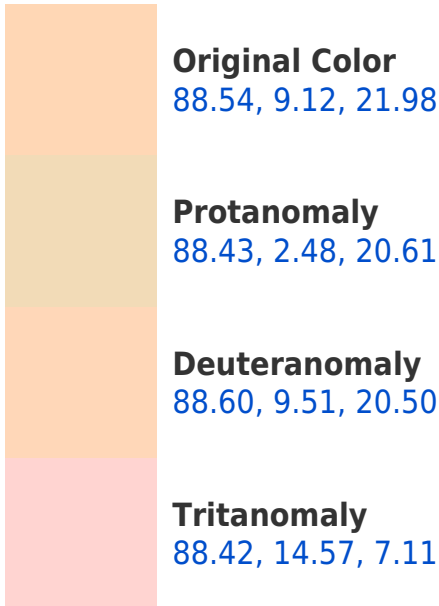 Original Color
88.54, 9.12, 21.98
Protanomaly
88.43, 2.48, 20.61
Deuteranomaly
88.60, 9.51, 20.50
Tritanomaly
88.42, 14.57, 7.11